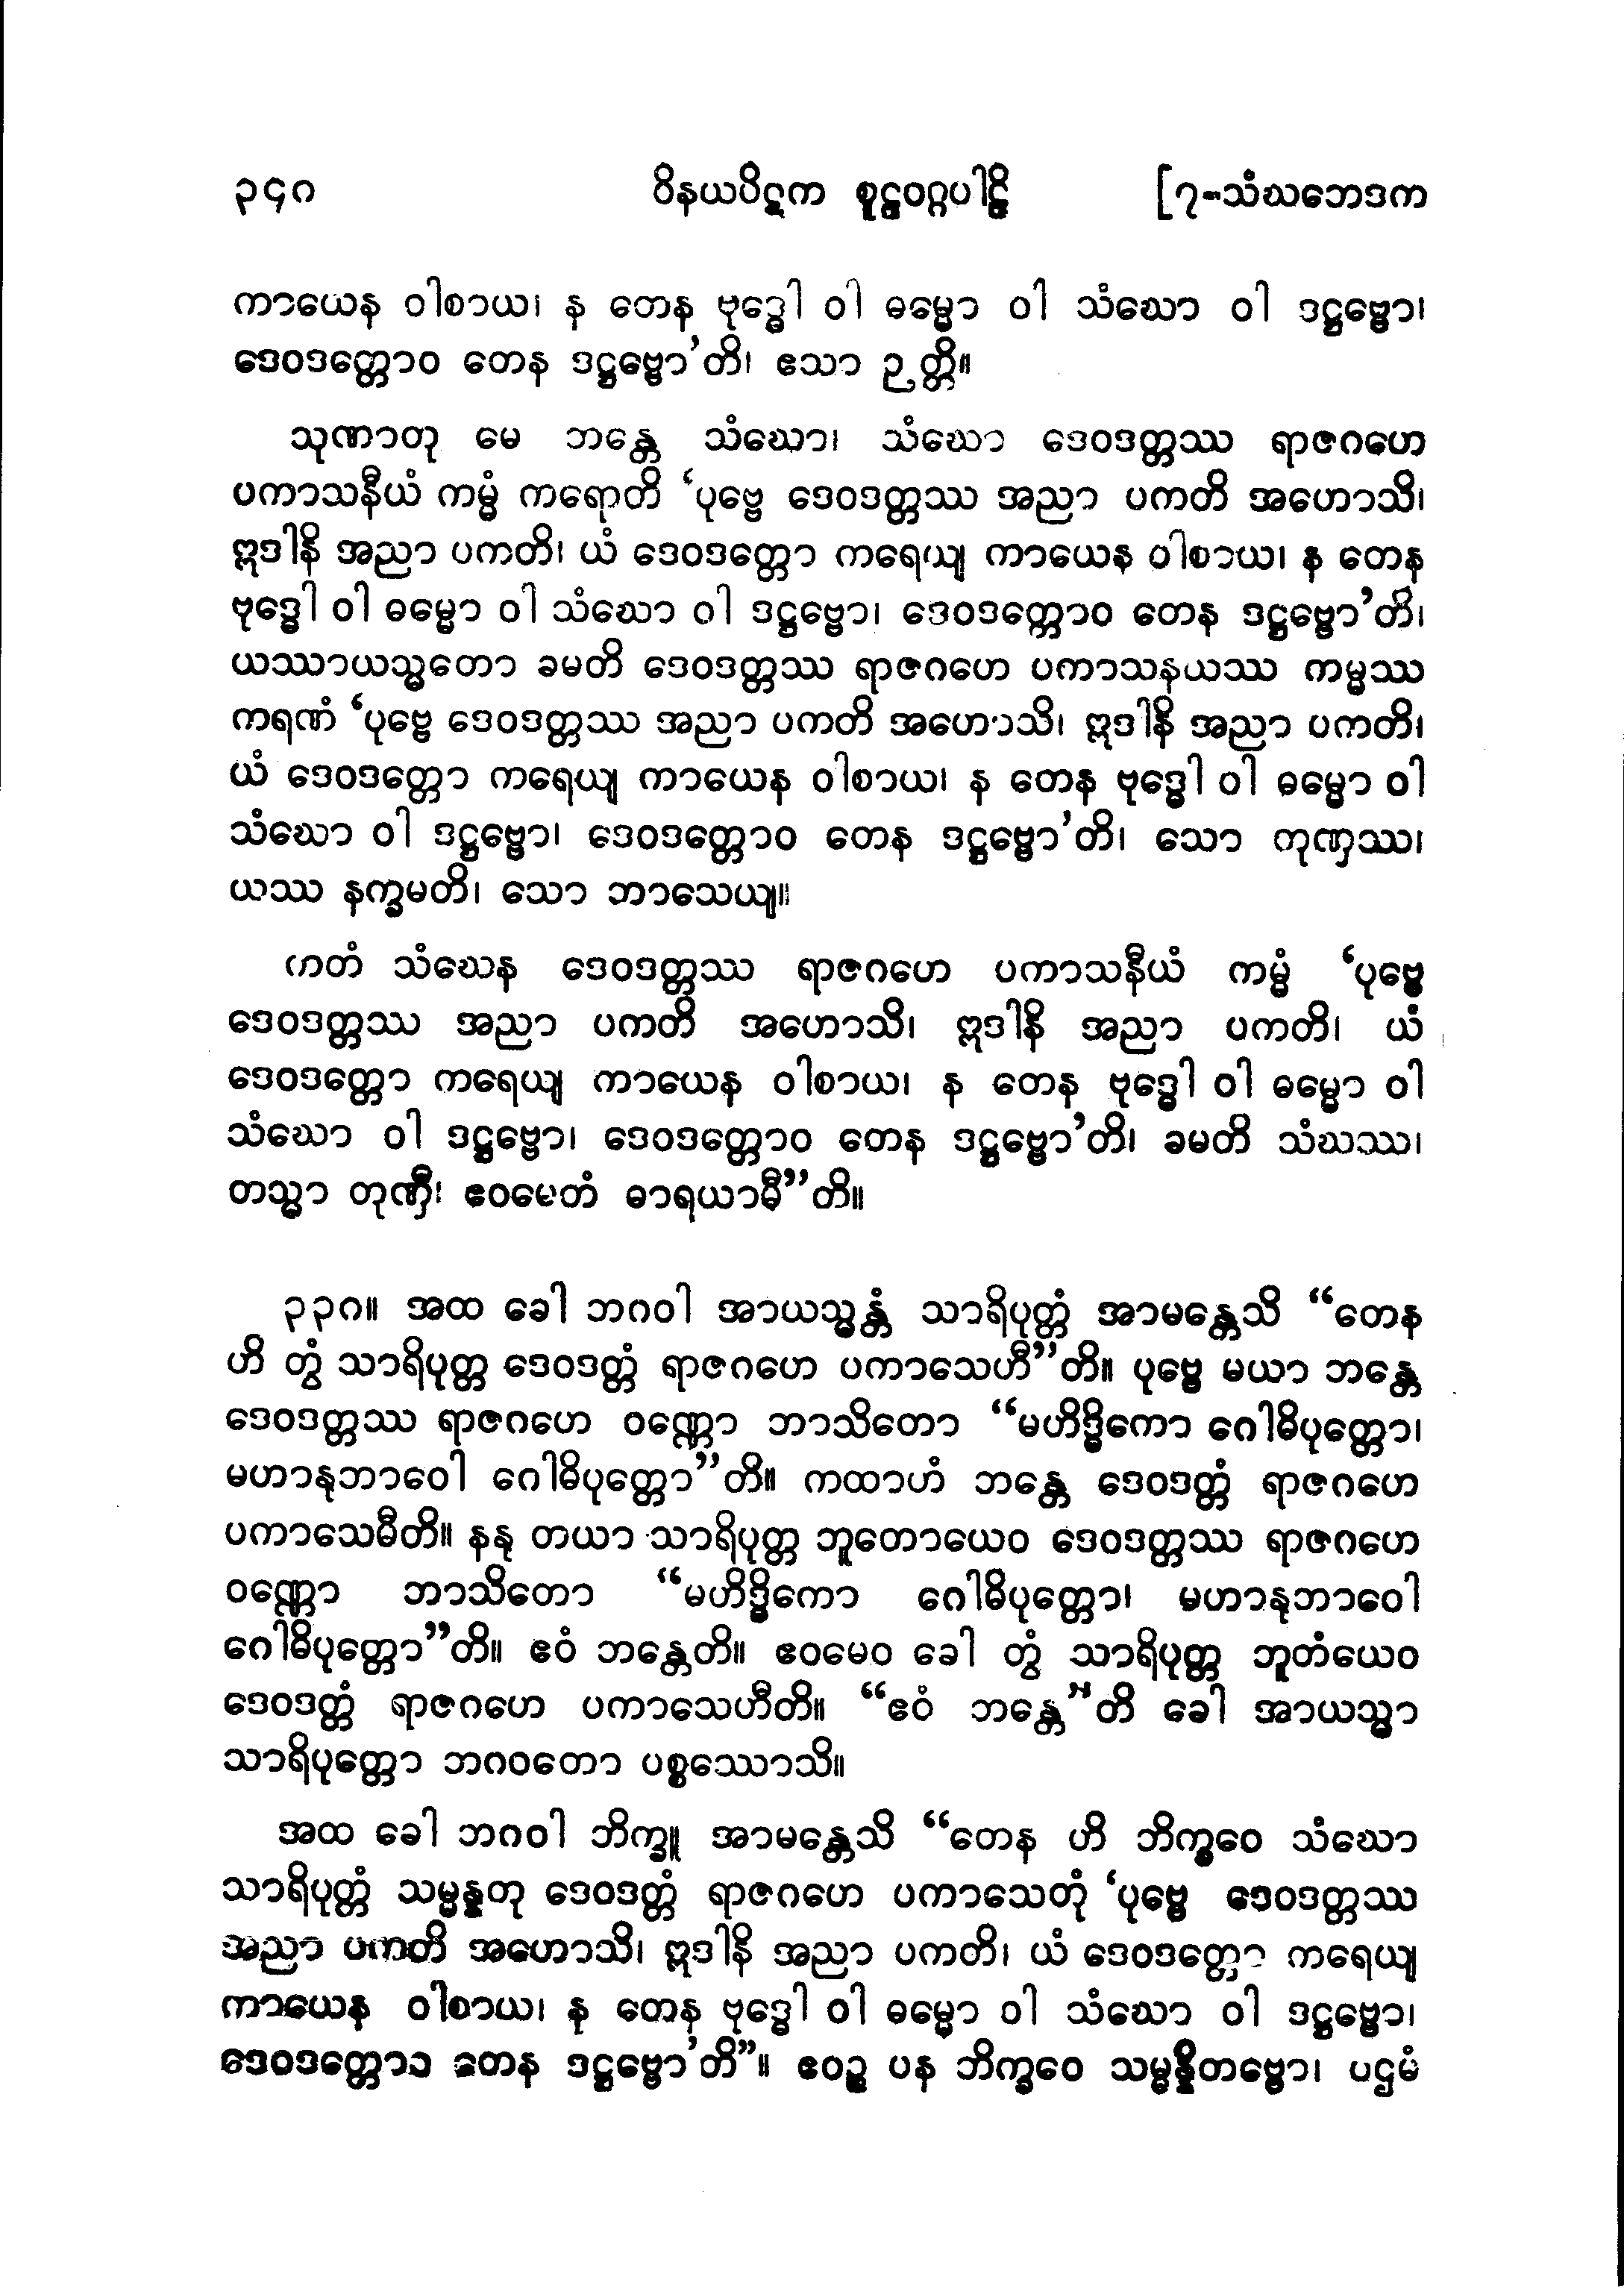 ၃၄၈ ဝိနယပိဋက စူဠဝဂ္ဂပါဠိ [၇-သံဃဘေဒက
ကာယေန ဝါစာယ၊ န တေန ဗုဒ္ဓေါ ဝါ ဓမ္မော ဝါ သံဃော ဝါ ဒဋ္ဌဗ္ဗော၊
ဒေဝဒတ္တောဝ တေန ဒဋ္ဌဗ္ဗော’တိ၊ ဧသာ ဉတ္တိ။
သုဏာတု မေ ဘန္တေ သံဃော၊ သံဃော ဒေဝဒတ္တဿ ရာဇဂဟေ
ပကာသနီယံ ကမ္မံ ကရောတိ ‘ပုဗ္ဗေ ဒေဝဒတ္တဿ အညာ ပကတိ အဟောသိ၊
ဣဒါနိ အညာ ပကတိ၊ ယံ ဒေဝဒတ္တော ကရေယျ ကာယေန ဝါစာယ၊ န တေန
ဗုဒ္ဓေါ ဝါ ဓမ္မော ဝါ သံဃော ဝါ ဒဋ္ဌဗ္ဗော၊ ဒေဝဒတ္တောဝ တေန ဒဋ္ဌဗ္ဗော’တိ၊
ယဿာယသ္မတော ခမတိ ဒေဝဒတ္တဿ ရာဇဂဟေ ပကာသနယဿ ကမ္မဿ
ကရဏံ ‘ပုဗ္ဗေ ဒေဝဒတ္တဿ အညာ ပကတိ အဟောသိ၊ ဣဒါနိ အညာ ပကတိ၊
ယံ ဒေဝဒတ္တော ကရေယျ ကာယေန ဝါစာယ၊ န တေန ဗုဒ္ဓေါ ဝါ ဓမ္မော ဝါ
သံဃော ဝါ ဒဋ္ဌဗ္ဗော၊ ဒေဝဒတ္တောဝ တေန ဒဋ္ဌဗ္ဗော’တိ၊ သော တုဏှဿ၊
ယဿ နက္ခမတိ၊ သော ဘာသေယျ။
ကတံ သံဃေန ဒေဝဒတ္တဿ ရာဇဂဟေ ပကာသနီယံ ကမ္မံ ‘ပုဗ္ဗေ
ဒေဝဒတ္တဿ အညာ ပကတိ အဟောသိ၊ ဣဒါနိ အညာ ပကတိ၊ ယံ
ဒေဝဒတ္တော ကရေယျ ကာယေန ဝါစာယ၊ န တေန ဗုဒ္ဓေါ ဝါ ဓမ္မော ဝါ
သံဃော ဝါ ဒဋ္ဌဗ္ဗော၊ ဒေဝဒတ္တောဝ တေန ဒဋ္ဌဗ္ဗော’တိ၊ ခမတိ သံဃဿ၊
တသ္မာ တုဏှီ၊ ဧဝမေတံ ဓာရယာမီ”တိ။
၃၃၈။ အထ ခေါ ဘဂဝါ အာယသ္မန္တံ သာရိပုတ္တံ အာမန္တေသိ “တေန
ဟိ တွံ သာရိပုတ္တ ဒေဝဒတ္တံ ရာဇဂဟေ ပကာသေဟီ”တိ။ ပုဗ္ဗေ မယာ ဘန္တေ
ဒေဝဒတ္တဿ ရာဇဂဟေ ဝဏ္ဏော ဘာသိတော “မဟိဒ္ဓိကော ဂေါဓိပုတ္တော၊
မဟာနုဘာဝေါ ဂေါဓိပုတ္တော”တိ။ ကထာဟံ ဘန္တေ ဒေဝဒတ္တံ ရာဇဂဟေ
ပကာသေမီတိ။ နနု တယာ သာရိပုတ္တ ဘူတောယေဝ ဒေဝဒတ္တဿ ရာဇဂဟေ
ဝဏ္ဏော ဘာသိတော “မဟိဒ္ဓိကော ဂေါဓိပုတ္တော၊ မဟာနုဘာဝေါ
ဂေါဓိပုတ္တော”တိ။ ဧဝံ ဘန္တေတိ။ ဧဝမေဝ ခေါ တွံ သာရိပုတ္တ ဘူတံယေဝ
ဒေဝဒတ္တံ ရာဇဂဟေ ပကာသေဟီတိ။ “ဧဝံ ဘန္တေ”တိ ခေါ အာယသ္မာ
သာရိပုတ္တော ဘဂဝတော ပစ္စဿောသိ။
အထ ခေါ ဘဂဝါ ဘိက္ခူ အာမန္တေသိ “တေန ဟိ ဘိက္ခဝေ သံဃော
သာရိပုတ္တံ သမ္မန္နတု ဒေဝဒတ္တံ ရာဇဂဟေ ပကာသေတုံ ‘ပုဗ္ဗေ ဒေဝဒတ္တဿ
အညာ ပကတိ အဟောသိ၊ ဣဒါနိ အညာ ပကတိ၊ ယံ ဒေဝဒတ္တော ကရေယျ
ကာယေန ဝါစာယ၊ န တေန ဗုဒ္ဓေါ ဝါ ဓမ္မော ဝါ သံဃော ဝါ ဒဋ္ဌဗ္ဗော၊
ဒေဝဒတ္တောဝ တေန ဒဋ္ဌဗ္ဗော’တိ”။ ဧဝဉ္စ ပန ဘိက္ခဝေ သမ္မန္နိတဗ္ဗော၊ ပဌမံ